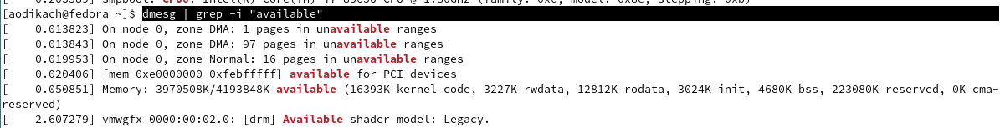 [aodikach@fedora ~]$ dmesg | grep -i "available"
[    0.013823] On node 0, zone DMA: 1 pages in unavailable ranges
[    0.013843] On node 0, zone DMA: 97 pages in unavailable ranges
[    0.019953] On node 0, zone Normal: 16 pages in unavailable ranges
[    0.020406] [mem 0xe0000000-0xfebfffff] available for PCI devices
[    0.050851] Memory: 3970508K/4193848K available (16393K kernel code, 3227K rwdata, 12812K rodata, 3024K init, 4680K bss, 223080K reserved, 0K cma-
reserved)
[    2.607279] vmwgfx 0000:00:02.0: [drm] Available shader model: Legacy.